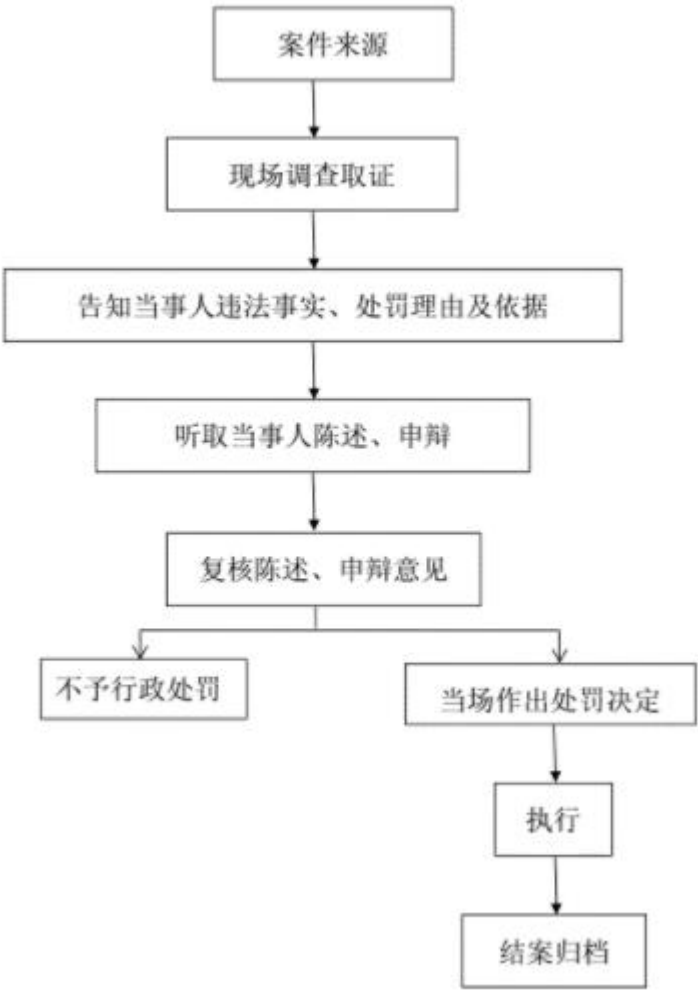 案件来源
现场调查取证
告知当事人违法事实、处罚理由及依据
听取当事人陈述、申辩
复核陈述、申辩意见
不予行政处罚
当场作出处罚决定
执行
结案归档